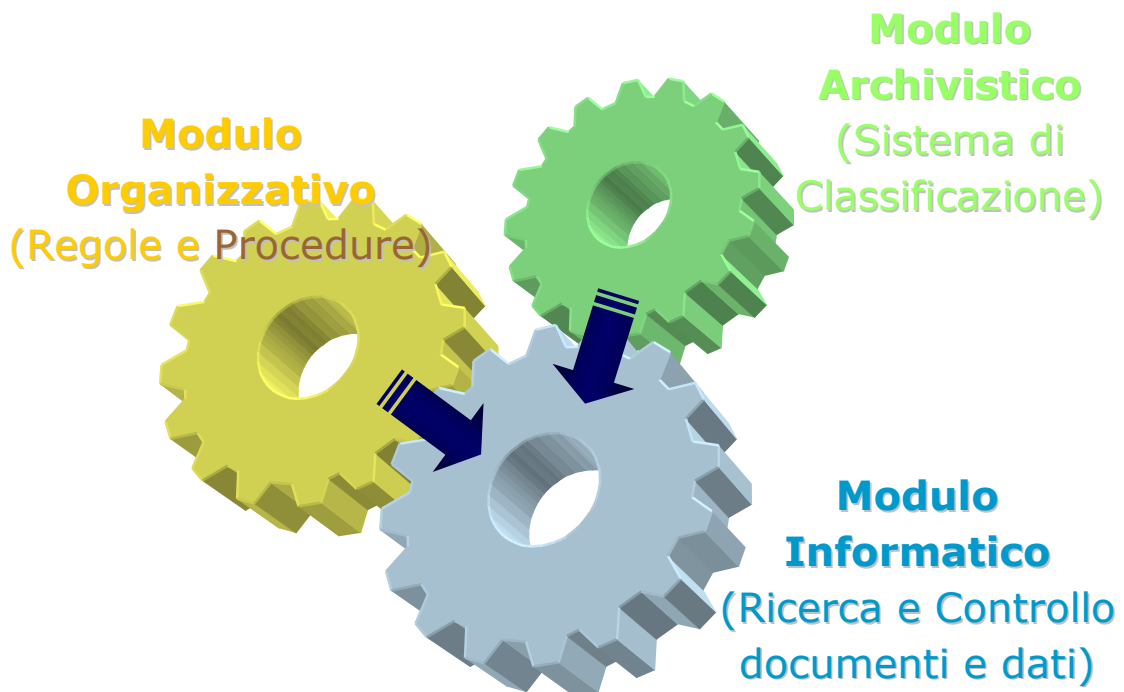 Modulo
Archivistico
(Sistema di
Classificazione)
Modulo
Organizzativo
(Regole e Procedure)
Modulo
Informatico
(Ricerca e Controllo
documenti e dati)